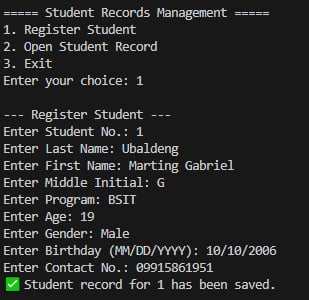 ===== Student Records Management =====
1. Register Student
2. Open Student Record
3. Exit
Enter your choice: 1
--- Register Student ---
Enter Student No.: 1
Enter Last Name: Ubaldeng
Enter First Name: Marting Gabriel
Enter Middle Initial: G
Enter Program: BSIT
Enter Age: 19
Enter Gender: Male
Enter Birthday (MM/DD/YYYY): 10/10/2006
Enter Contact No.: 09915861951
✅ Student record for 1 has been saved.